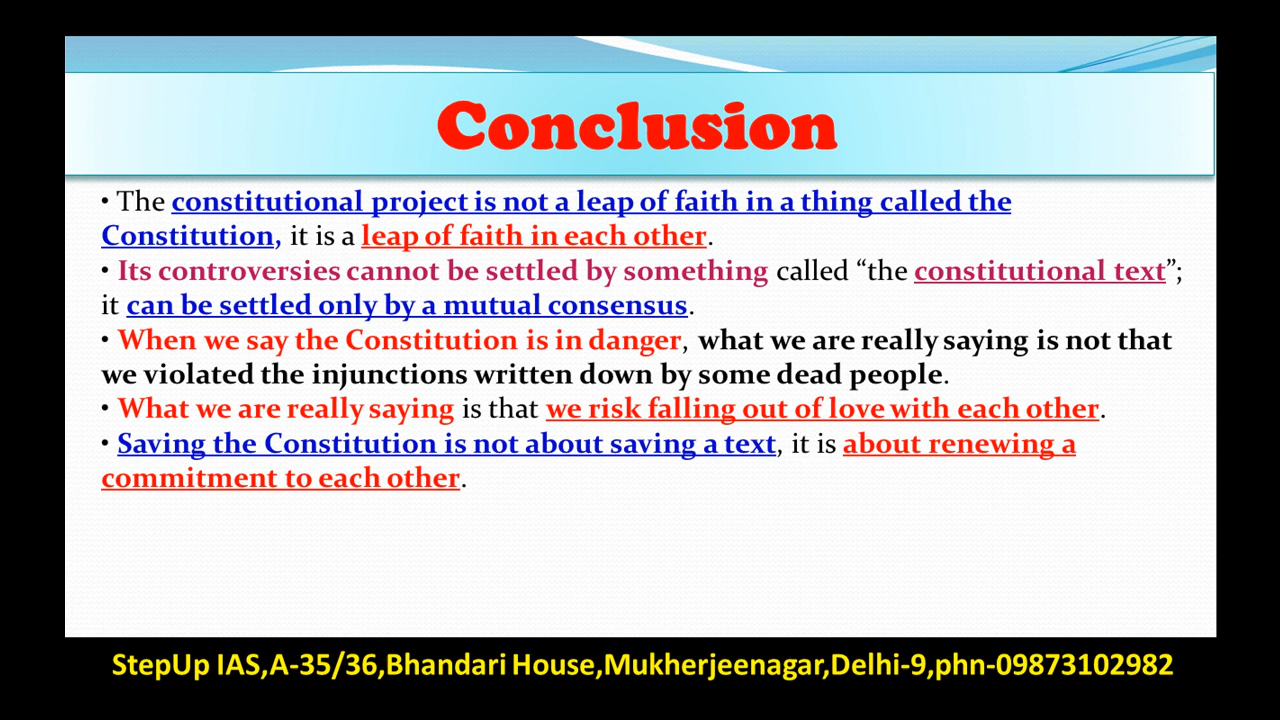 Conclusion
• The constitutional project is not a leap of faith in a thing called the
Constitution, it is a leap of faith in each other.
• Its controversies cannot be settled by something called “the constitutional text”;
it can be settled only by a mutual consensus.
• When we say the Constitution is in danger, what we are really saying is not that
we violated the injunctions written down by some dead people.
• What we are really saying is that we risk falling out of love with each other.
• Saving the Constitution is not about saving a text, it is about renewing a
commitment to each other.
StepUp IAS,A-35/36,Bhandari House,Mukherjeenagar,Delhi-9,phn-09873102982